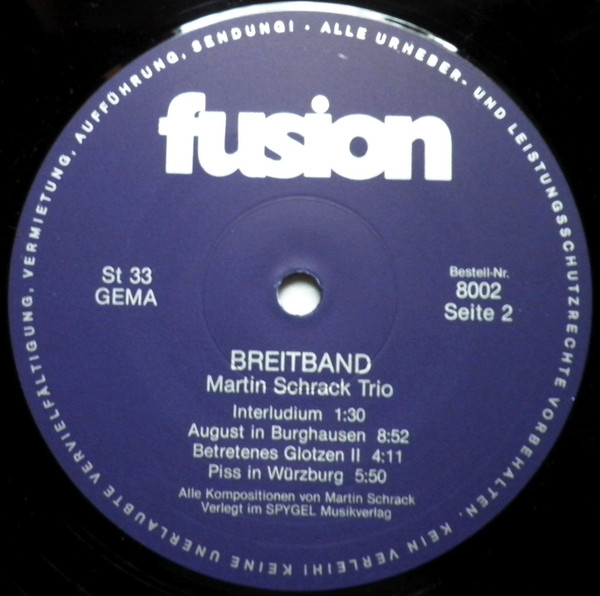 ALLE URHEBER- UND LEISTUNGSSCHUTZRECHTE VORBEHALTEN. KEIN VERLEIH! KEINE UNERLAUBTE VERVIELFÄLTIGUNG, VERMIETUNG, AUFFÜHRUNG, SENDUNG! •
fusion
St 33
GEMA
Bestell-Nr.
8002
Seite 2
BREITBAND
Martin Schrack Trio
Interludium 1:30
August in Burghausen 8:52
Betretenes Glotzen II 4:11
Piss in Würzburg 5:50
Alle Kompositionen von Martin Schrack
Verlegt im SPYGEL Musikverlag